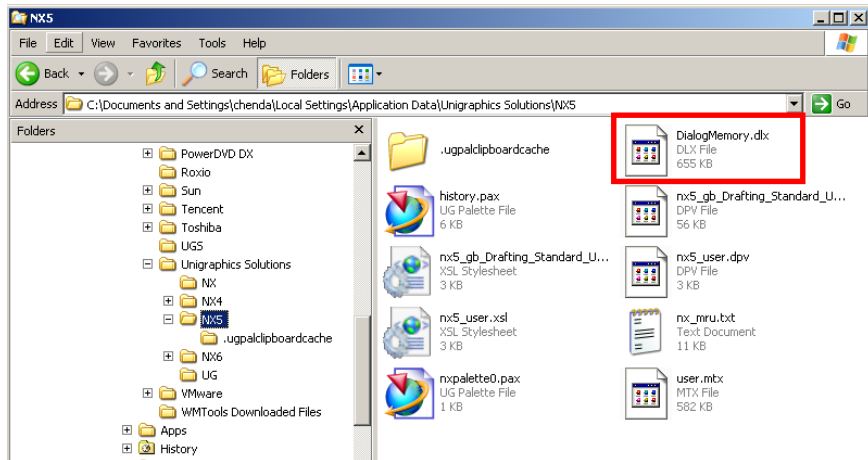 NX5
File Edit View Favorites Tools Help
Back Search Folders
Address C:\Documents and Settings\chenda\Local Settings\Application Data\Unigraphics Solutions\NX5 Go
Folders
PowerDVD DX
Roxio
Sun
Tencent
Toshiba
UGS
Unigraphics Solutions
NX
NX4
NX5
.ugpalclipboardcache
NX6
UG
VMware
WMTools Downloaded Files
Apps
History
.ugpalclipboardcache
DialogMemory.dlx
DLX File
655 KB
history.pax
UG Palette File
6 KB
nx5_gb_Drafting_Standard_U...
DPV File
56 KB
nx5_gb_Drafting_Standard_U...
XSL Stylesheet
3 KB
nx5_user.dpv
DPV File
3 KB
nx5_user.xsl
XSL Stylesheet
3 KB
nx_mru.txt
Text Document
11 KB
nxpalette0.pax
UG Palette File
1 KB
user.mtx
MTX File
582 KB